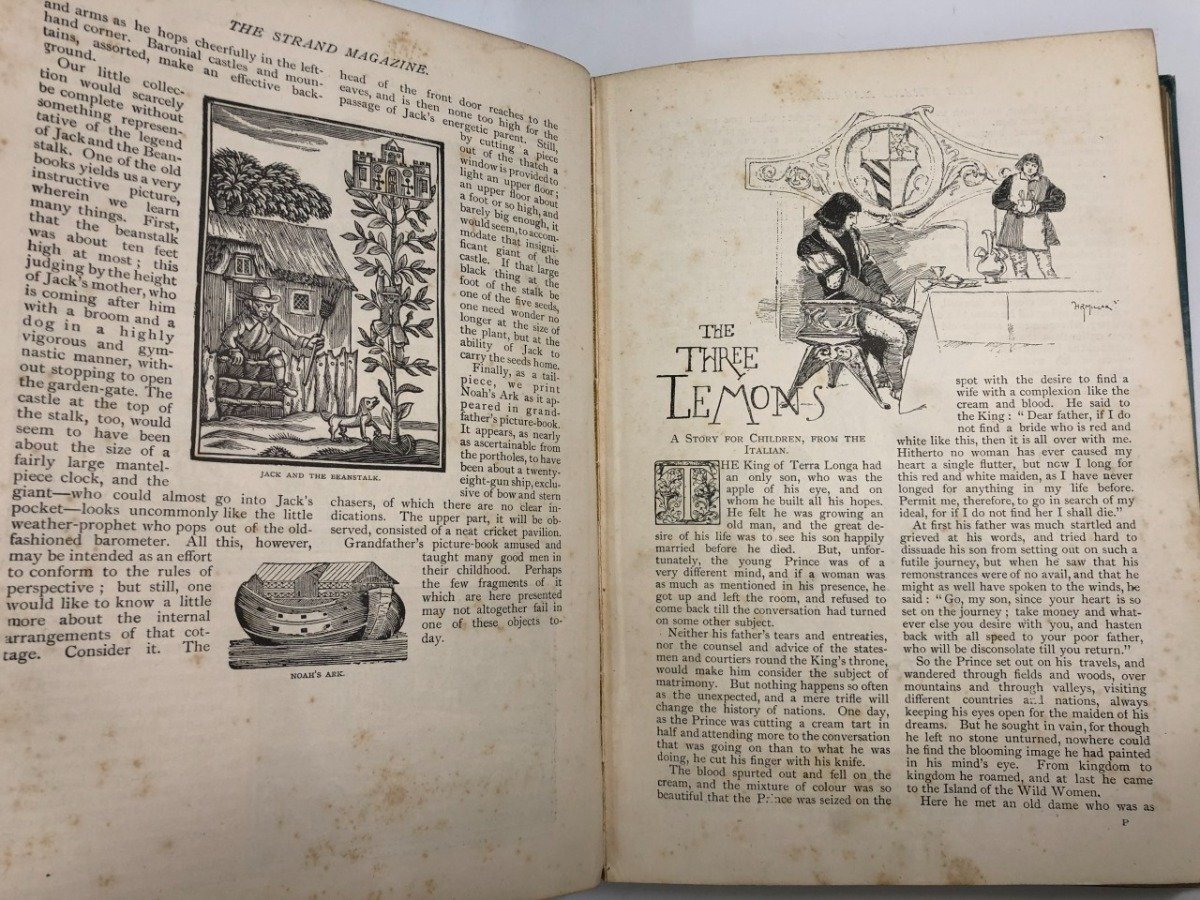 THE STRAND MAGAZINE.
and arms as he hops cheerfully in the left-
hand corner. Baronial castles and moun-
tains, assorted, make an effective back-
ground.
Our little collec-
tion would scarcely
be complete without
something represen-
tative of the legend
of Jack and the Bean-
stalk. One of the old
books yields us a very
instructive picture,
wherein we learn
many things. First,
that the beanstalk
was about ten feet
high at most; this
judging by the height
of Jack's mother, who
is coming after him
with a broom and a
dog in a highly
vigorous and gym-
nastic manner, with-
out stopping to open
the garden-gate. The
castle at the top of
the stalk, too, would
seem to have been
about the size of a
fairly large mantel-
piece clock, and the
giant—who could almost go into Jack's
pocket—looks uncommonly like the little
weather-prophet who pops out of the old-
fashioned barometer. All this, however,
may be intended as an effort
to conform to the rules of
perspective; but still, one
would like to know a little
more about the internal
arrangements of that cot-
tage. Consider it. The
JACK AND THE BEANSTALK.
NOAH'S ARK.
head of the front door reaches to the
eaves, and is then none too high for the
passage of Jack's energetic parent. Still,
by cutting a piece
out of the thatch a
window is provided to
light an upper floor;
an upper floor about
a foot or so high, and
barely big enough, it
would seem, to accom-
modate that insigni-
ficant giant of the
castle. If that large
black thing at the
foot of the stalk be
one of the five seeds,
one need wonder no
longer at the size of
the plant, but at the
ability of Jack to
carry the seeds home.
Finally, as a tail-
piece, we print
Noah's Ark as it ap-
peared in grand-
father's picture-book.
It appears, as nearly
as ascertainable from
the portholes, to have
been about a twenty-
eight-gun ship, exclu-
sive of bow and stern
chasers, of which there are no clear in-
dications. The upper part, it will be ob-
served, consisted of a neat cricket pavilion.
Grandfather's picture-book amused and
taught many good men in
their childhood. Perhaps
the few fragments of it
which are here presented
may not altogether fail in
one of these objects to-
day.
H R MILLAR
THE
THREE
LEMONS
A STORY FOR CHILDREN, FROM THE
ITALIAN.
THE King of Terra Longa had
an only son, who was the
apple of his eye, and on
whom he built all his hopes.
He felt he was growing an
old man, and the great de-
sire of his life was to see his son happily
married before he died. But, unfor-
tunately, the young Prince was of a
very different mind, and if a woman was
as much as mentioned in his presence, he
got up and left the room, and refused to
come back till the conversation had turned
on some other subject.
Neither his father's tears and entreaties,
nor the counsel and advice of the states-
men and courtiers round the King's throne,
would make him consider the subject of
matrimony. But nothing happens so often
as the unexpected, and a mere trifle will
change the history of nations. One day,
as the Prince was cutting a cream tart in
half and attending more to the conversation
that was going on than to what he was
doing, he cut his finger with his knife.
The blood spurted out and fell on the
cream, and the mixture of colour was so
beautiful that the Prince was seized on the
spot with the desire to find a
wife with a complexion like the
cream and blood. He said to
the King: "Dear father, if I do
not find a bride who is red and
white like this, then it is all over with me.
Hitherto no woman has ever caused my
heart a single flutter, but now I long for
this red and white maiden, as I have never
longed for anything in my life before.
Permit me, therefore, to go in search of my
ideal, for if I do not find her I shall die."
At first his father was much startled and
grieved at his words, and tried hard to
dissuade his son from setting out on such a
futile journey, but when he saw that his
remonstrances were of no avail, and that he
might as well have spoken to the winds, he
said: "Go, my son, since your heart is so
set on the journey; take money and what-
ever else you desire with you, and hasten
back with all speed to your poor father,
who will be disconsolate till you return."
So the Prince set out on his travels, and
wandered through fields and woods, over
mountains and through valleys, visiting
different countries and nations, always
keeping his eyes open for the maiden of his
dreams. But he sought in vain, for though
he left no stone unturned, nowhere could
he find the blooming image he had painted
in his mind's eye. From kingdom to
kingdom he roamed, and at last he came
to the Island of the Wild Women.
Here he met an old dame who was as
P